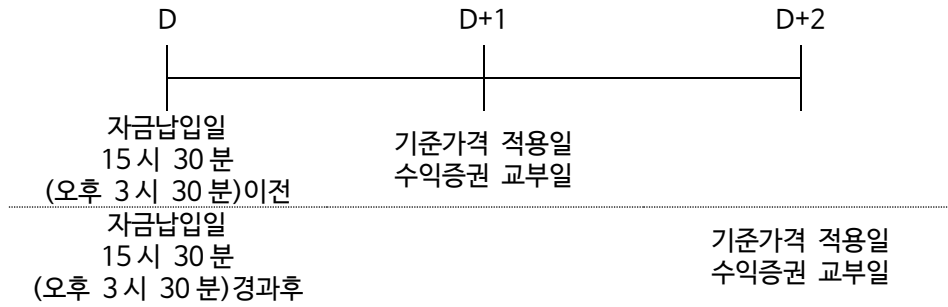 D D+1 D+2
자금납입일
15시 30분
(오후 3시 30분)이전
기준가격 적용일
수익증권 교부일
자금납입일
15시 30분
(오후 3시 30분)경과후
기준가격 적용일
수익증권 교부일